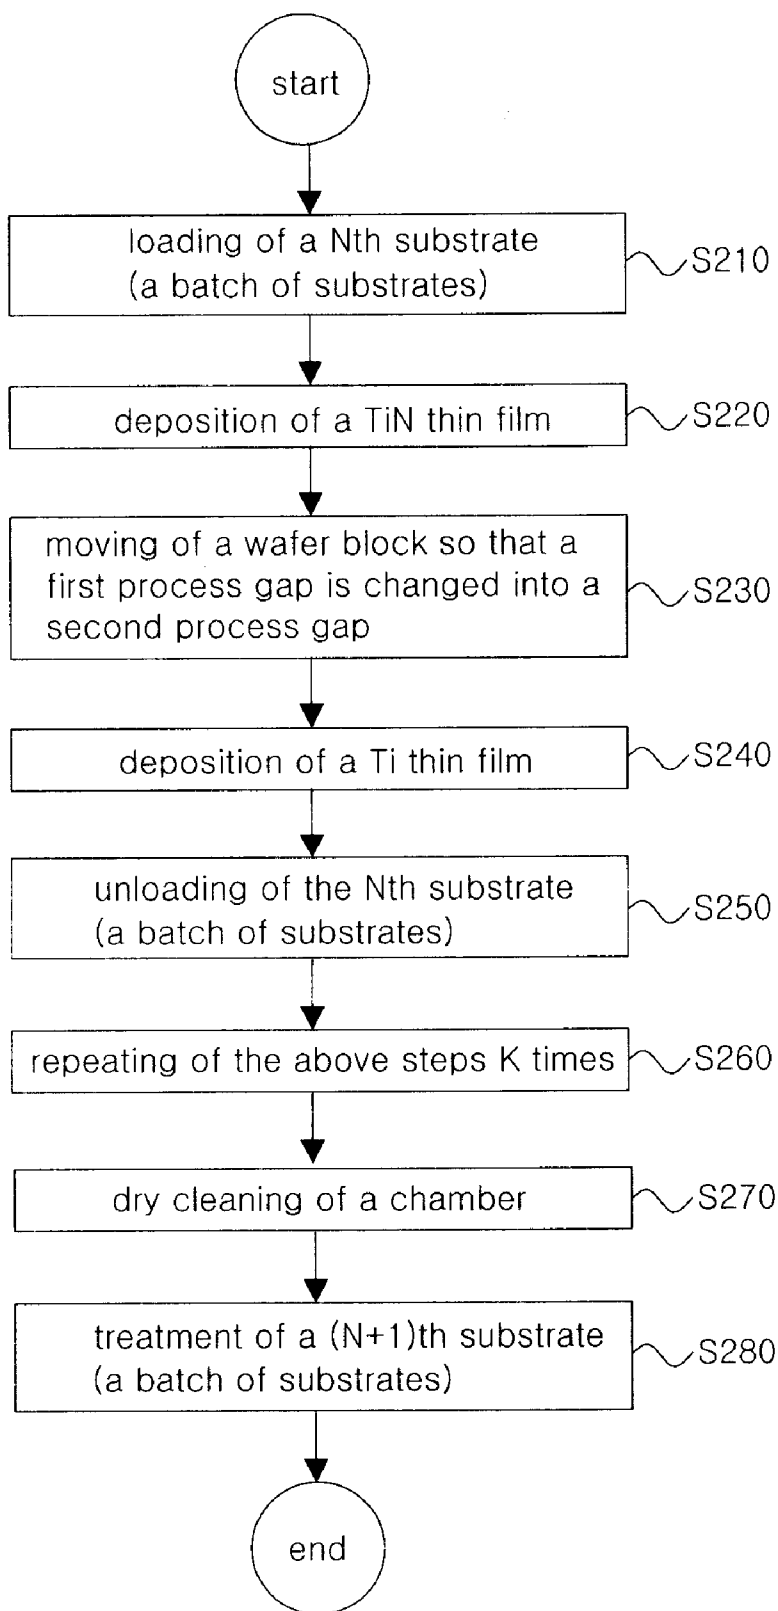 start
loading of a Nth substrate
(a batch of substrates)
S210
deposition of a TiN thin film
S220
moving of a wafer block so that a
first process gap is changed into a
second process gap
S230
deposition of a Ti thin film
S240
unloading of the Nth substrate
(a batch of substrates)
S250
repeating of the above steps K times
S260
dry cleaning of a chamber
S270
treatment of a (N+1)th substrate
(a batch of substrates)
S280
end